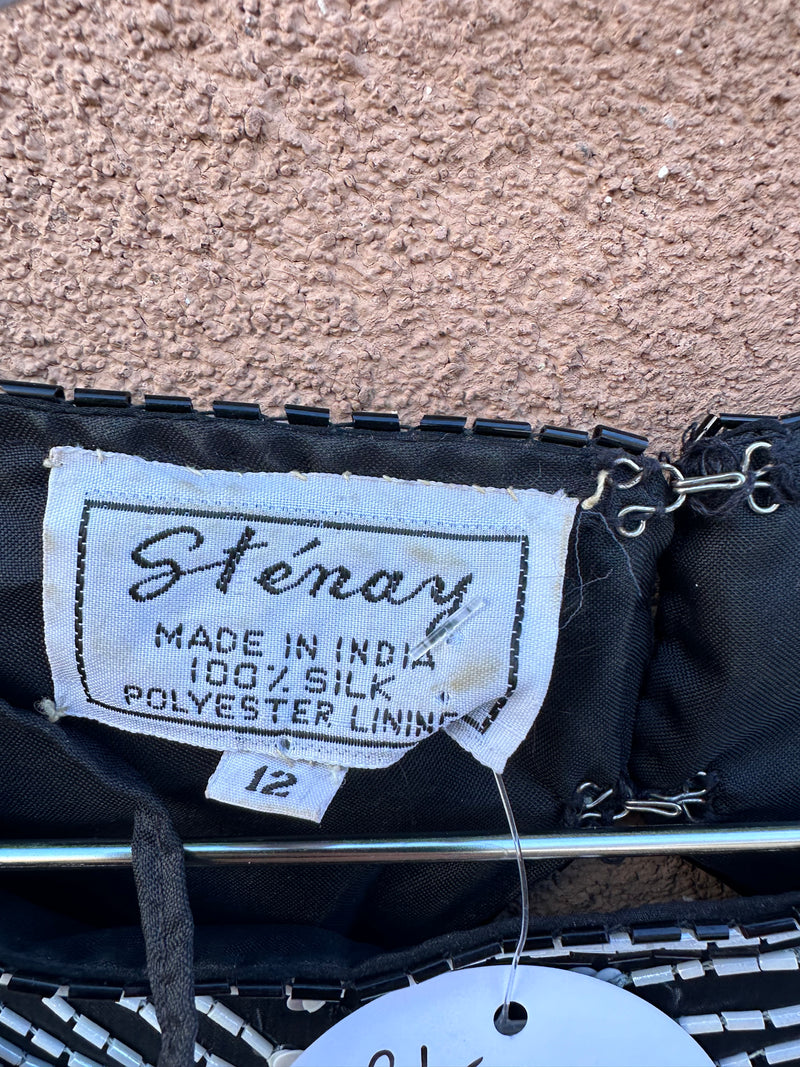 Sténay
MADE IN INDIA
100% SILK
POLYESTER LINING
12